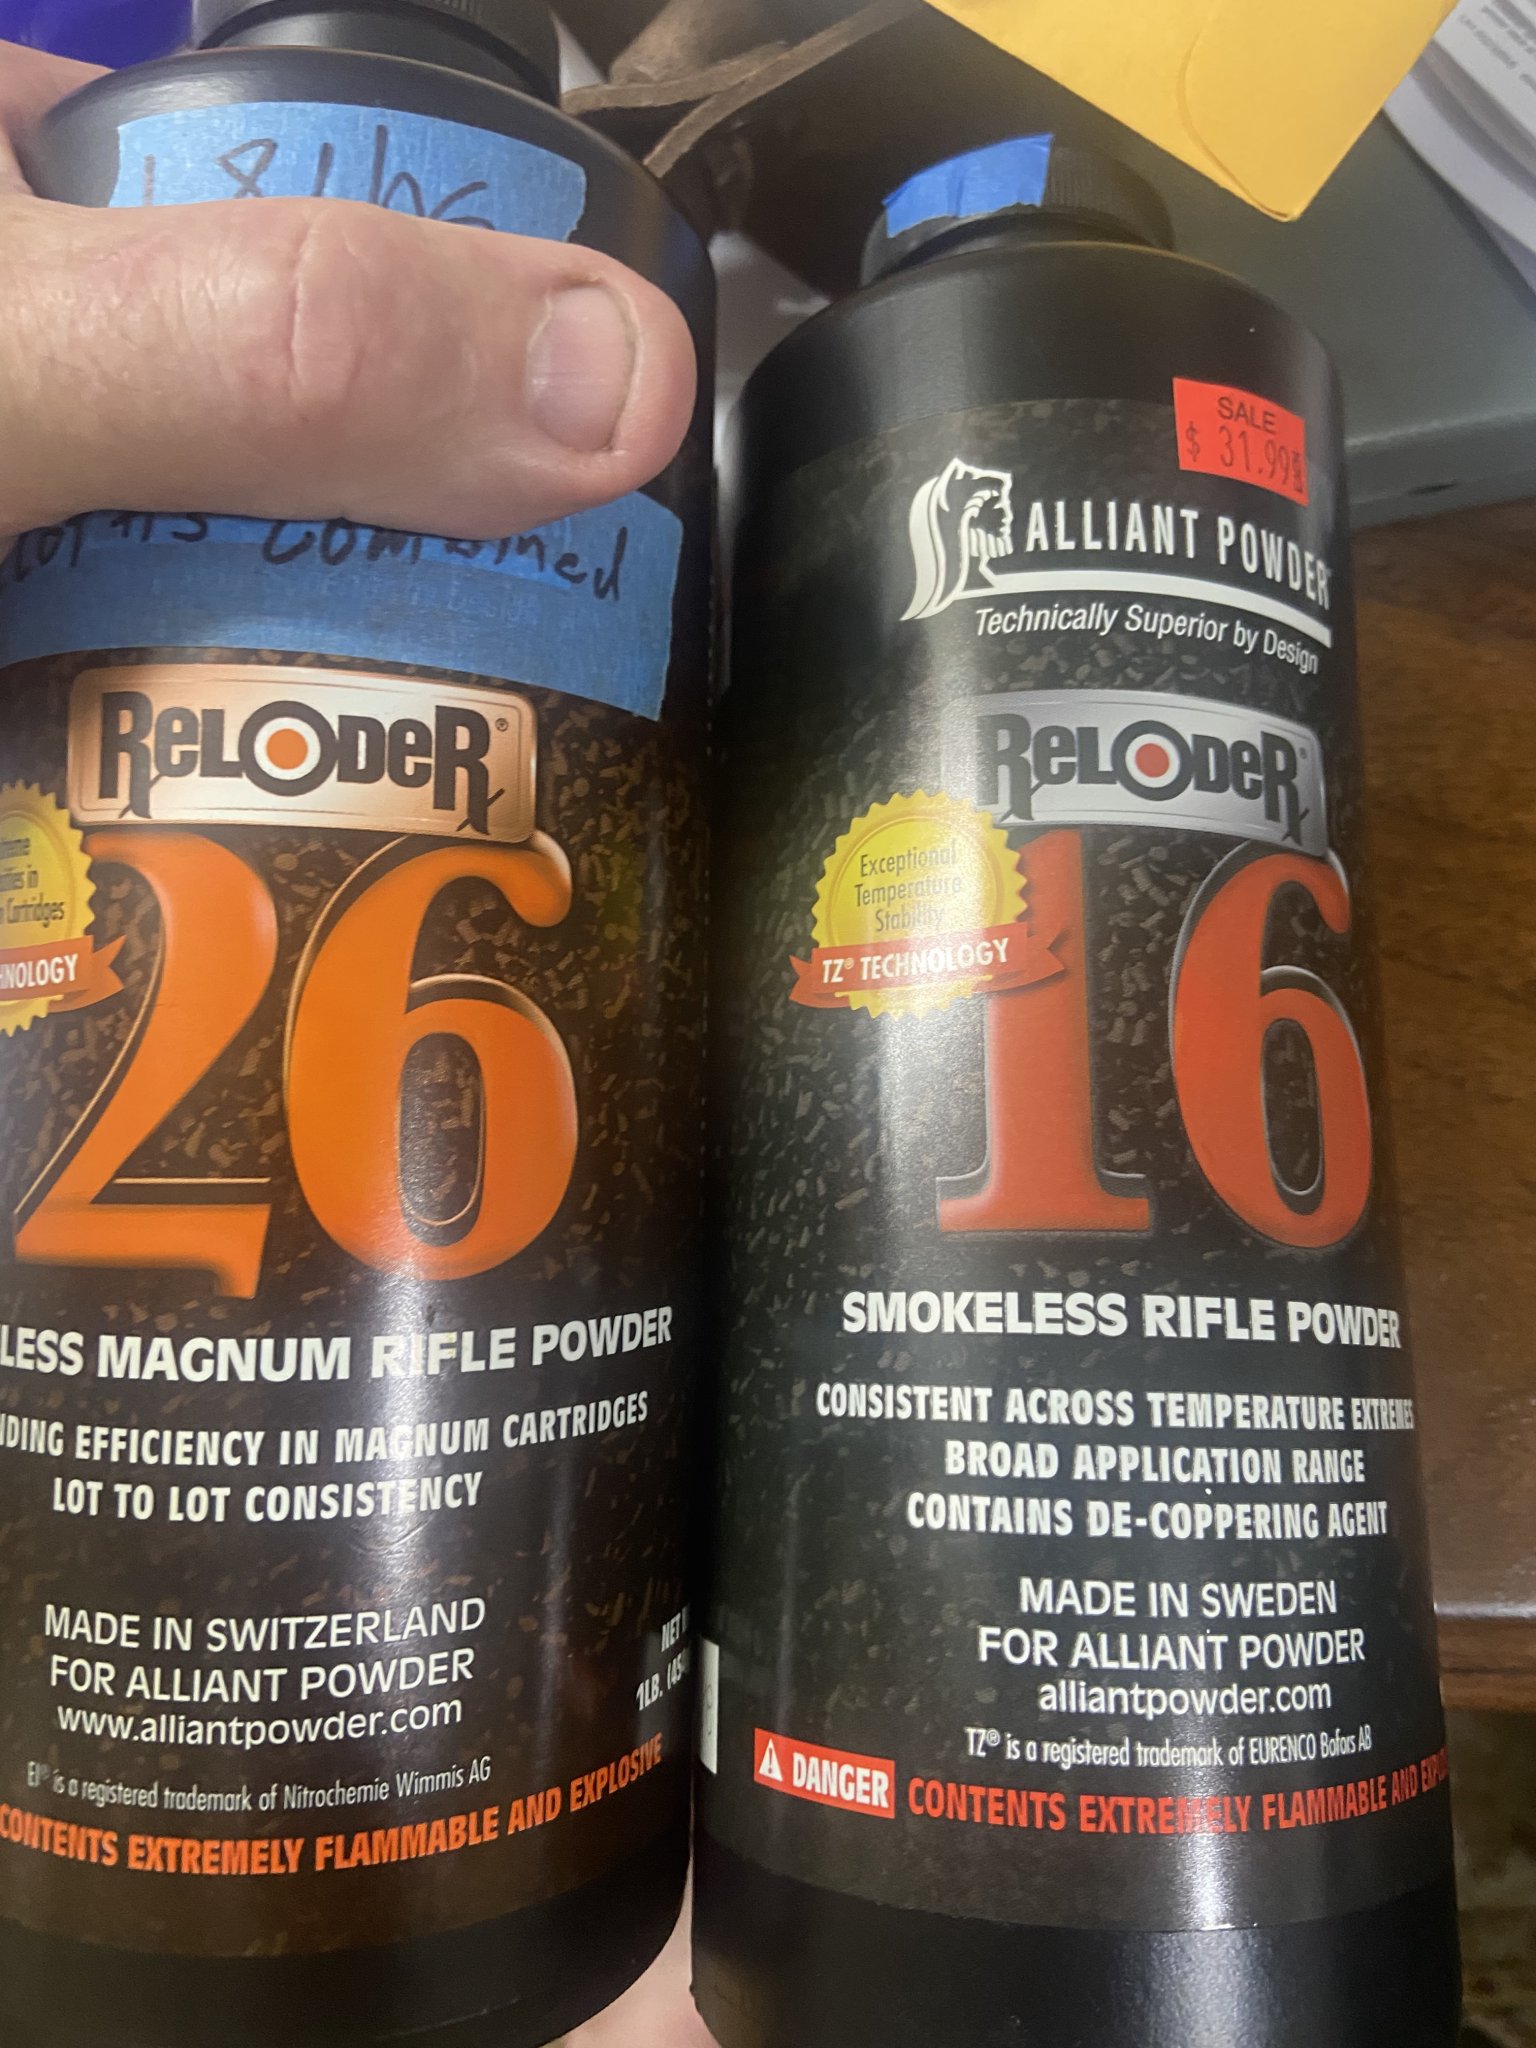 combined
RELODER®
Cartridges
26
MAGNUM RIFLE POWDER
EFFICIENCY IN MAGNUM CARTRIDGES
LOT TO LOT CONSISTENCY
MADE IN SWITZERLAND
FOR ALLIANT POWDER
www.alliantpowder.com
NET
1LB.
is a registered trademark of Nitrochemie Wimmis AG
CONTENTS EXTREMELY FLAMMABLE AND EXPLOSIVE
SALE
$ 31.99
ALLIANT POWDER
Technically Superior by Design
RELODER®
Exceptional
Temperature
Stability
TZ® TECHNOLOGY
16
SMOKELESS RIFLE POWDER
CONSISTENT ACROSS TEMPERATURE EXTREMES
BROAD APPLICATION RANGE
CONTAINS DE-COPPERING AGENT
MADE IN SWEDEN
FOR ALLIANT POWDER
alliantpowder.com
TZ® is a registered trademark of EURENCO Bofors AB
DANGER CONTENTS EXTREMELY FLAMMABLE AND